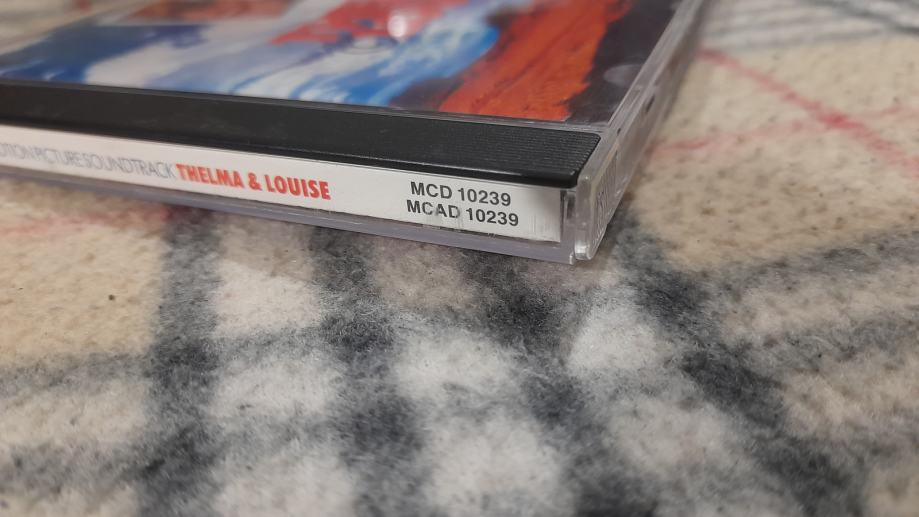 PICTURE SOUNDTRACK THELMA & LOUISE
MCD 10239
MCAD 10239